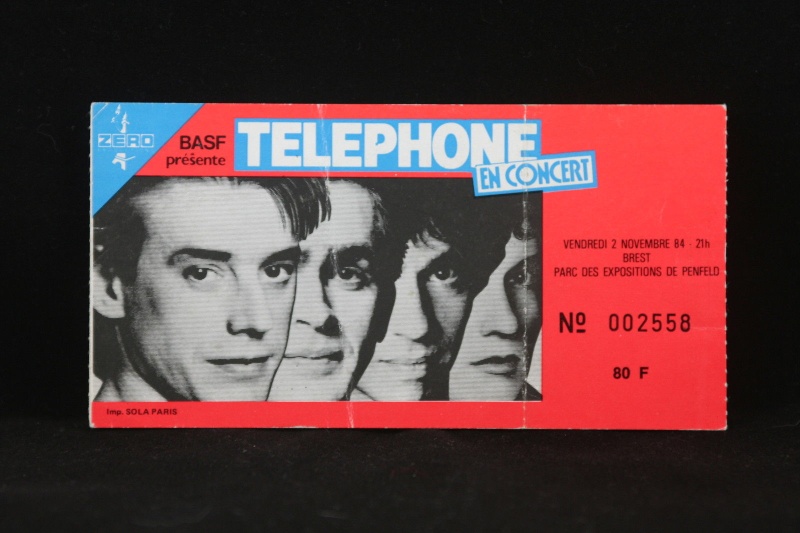 ZERO
BASF
présente
TELEPHONE
EN CONCERT
VENDREDI 2 NOVEMBRE 84 - 21h
BREST
PARC DES EXPOSITIONS DE PENFELD
Nº 002558
80 F
Imp. SOLA PARIS